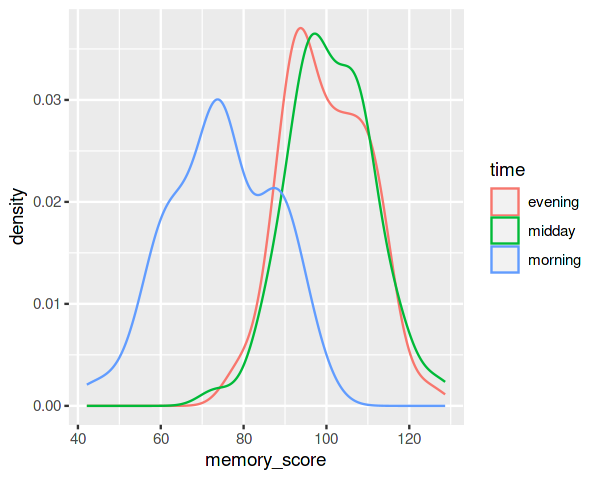 density
0.03
0.02
0.01
0.00
40 60 80 100 120
memory_score
time
evening
midday
morning